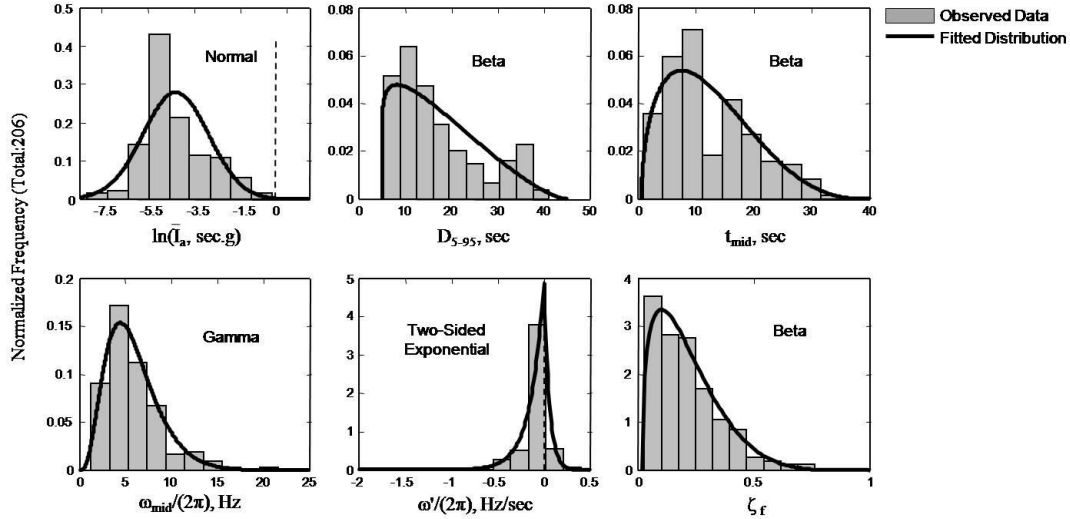 Normalized Frequency (Total:206)
0.5
0.4
0.3
0.2
0.1
0
Normal
-7.5 -5.5 -3.5 -1.5 0
ln(Īa, sec.g)
0.08
0.06
0.04
0.02
0
Beta
0 10 20 30 40 50
D5-95, sec
0.08
0.06
0.04
0.02
0
Beta
0 10 20 30 40
tmid, sec
Observed Data
Fitted Distribution
0.2
0.15
0.1
0.05
0
Gamma
0 5 10 15 20 25
ωmid/(2π), Hz
5
4
3
2
1
0
Two-Sided
Exponential
-2 -1.5 -1 -0.5 0 0.5
ω'/(2π), Hz/sec
4
3
2
1
0
Beta
0 0.5 1
ζf